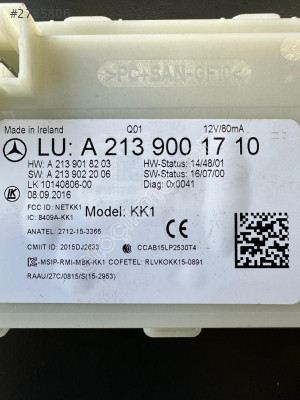 #2765806
>PC+SAN-GF10<
Made in Ireland Q01 12V/80mA
LU: A 213 900 17 10
HW: A 213 901 82 03 HW-Status: 14/48/01
SW: A 213 902 20 06 SW-Status: 16/07/00
LK 10140806-00 Diag: 0x0041
08.09.2016
FCC ID: NETKK1
IC: 8409A-KK1
Model: KK1
ANATEL: 2712-15-3366
CMIIT ID: 2015DJ2633 CCAB15LP2530T4
MSIP-RMI-MBK-KK1 COFETEL: RLVKOKK15-0891
RAAU/27C/0815/S(15-2953)